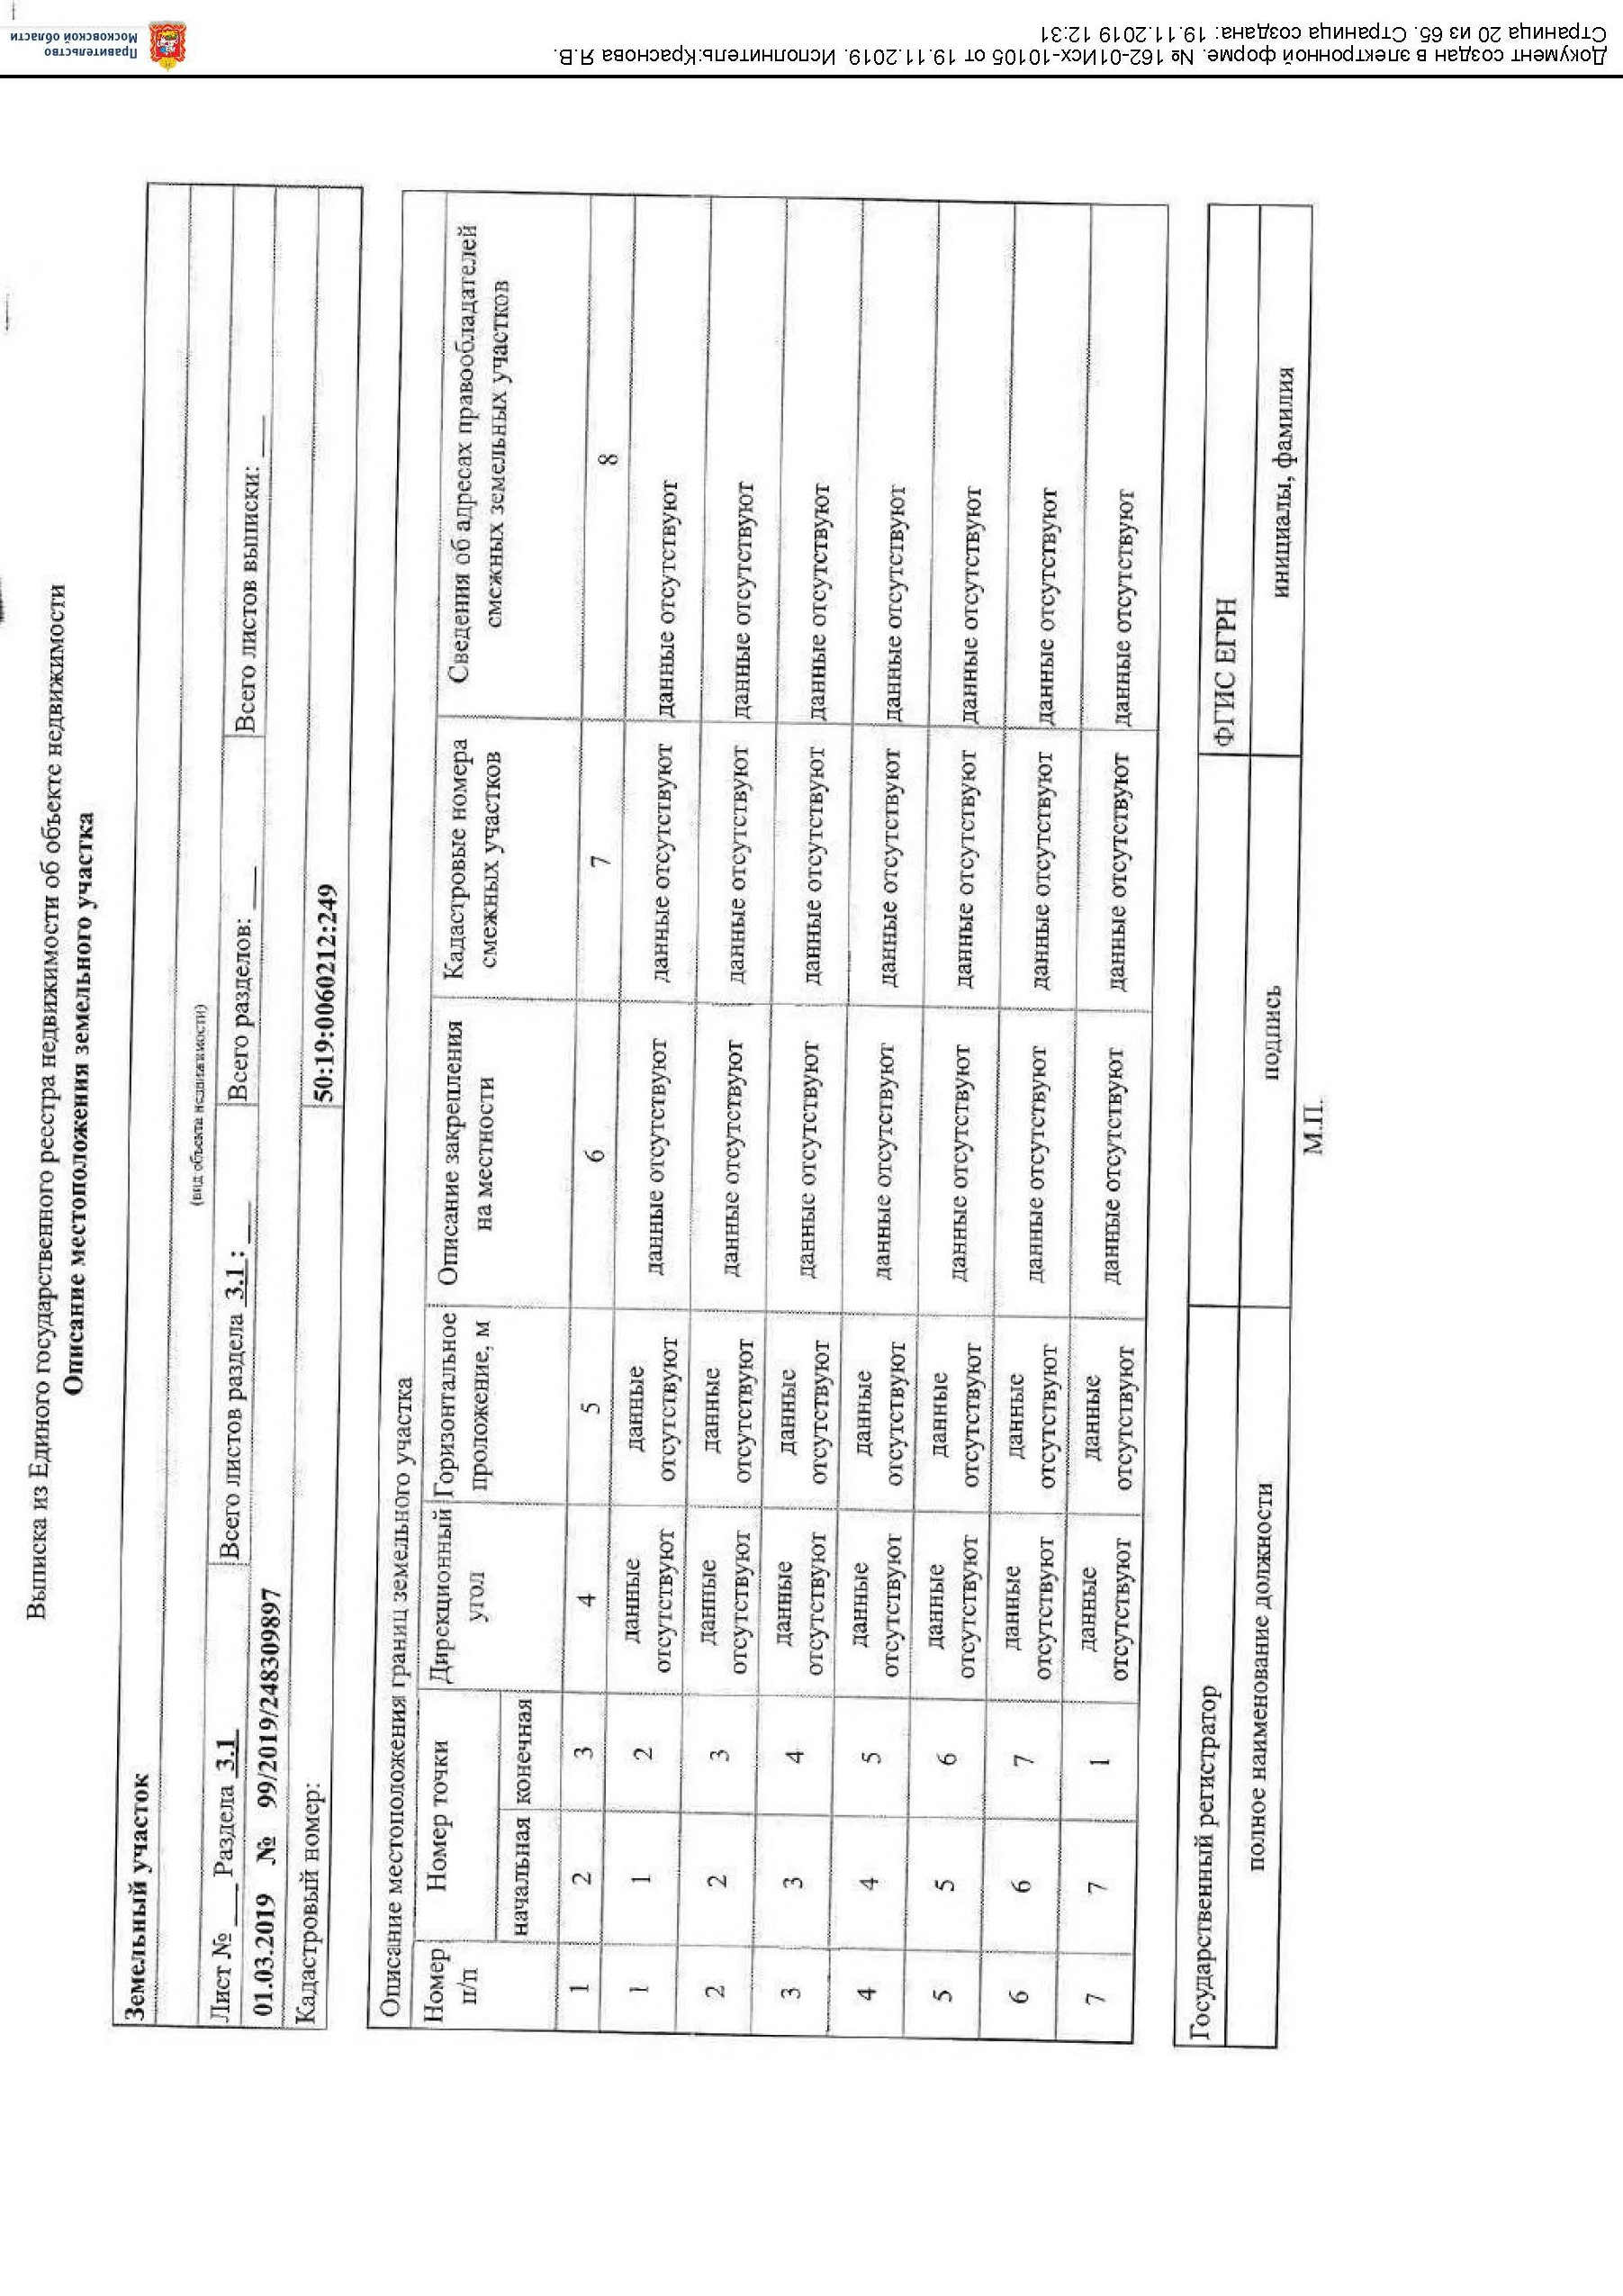 Документ создан в электронной форме. № 162-01Исх-10105 от 19.11.2019. Исполнитель:Краснова Я.В.
Страница 20 из 65. Страница создана: 19.11.2019 12:31
Правительство
Московской области
Выписка из Единого государственного реестра недвижимости об объекте недвижимости
Описание местоположения земельного участка
Земельный участок
(вид объекта недвижимости)
Лист № ___ Раздела 3.1 Всего листов раздела 3.1 : ___ Всего разделов: ___ Всего листов выписки: ___
01.03.2019 № 99/2019/248309897
Кадастровый номер: 50:19:0060212:249
Описание местоположения границ земельного участка
Номер п/п Номер точки Дирекционный угол Горизонтальное проложение, м Описание закрепления на местности Кадастровые номера смежных участков Сведения об адресах правообладателей смежных земельных участков
начальная конечная
1 2 3 4 5 6 7 8
1 1 2 данные отсутствуют данные отсутствуют данные отсутствуют данные отсутствуют данные отсутствуют
2 2 3 данные отсутствуют данные отсутствуют данные отсутствуют данные отсутствуют данные отсутствуют
3 3 4 данные отсутствуют данные отсутствуют данные отсутствуют данные отсутствуют данные отсутствуют
4 4 5 данные отсутствуют данные отсутствуют данные отсутствуют данные отсутствуют данные отсутствуют
5 5 6 данные отсутствуют данные отсутствуют данные отсутствуют данные отсутствуют данные отсутствуют
6 6 7 данные отсутствуют данные отсутствуют данные отсутствуют данные отсутствуют данные отсутствуют
7 7 1 данные отсутствуют данные отсутствуют данные отсутствуют данные отсутствуют данные отсутствуют
Государственный регистратор ФГИС ЕГРН
полное наименование должности подпись инициалы, фамилия
М.П.